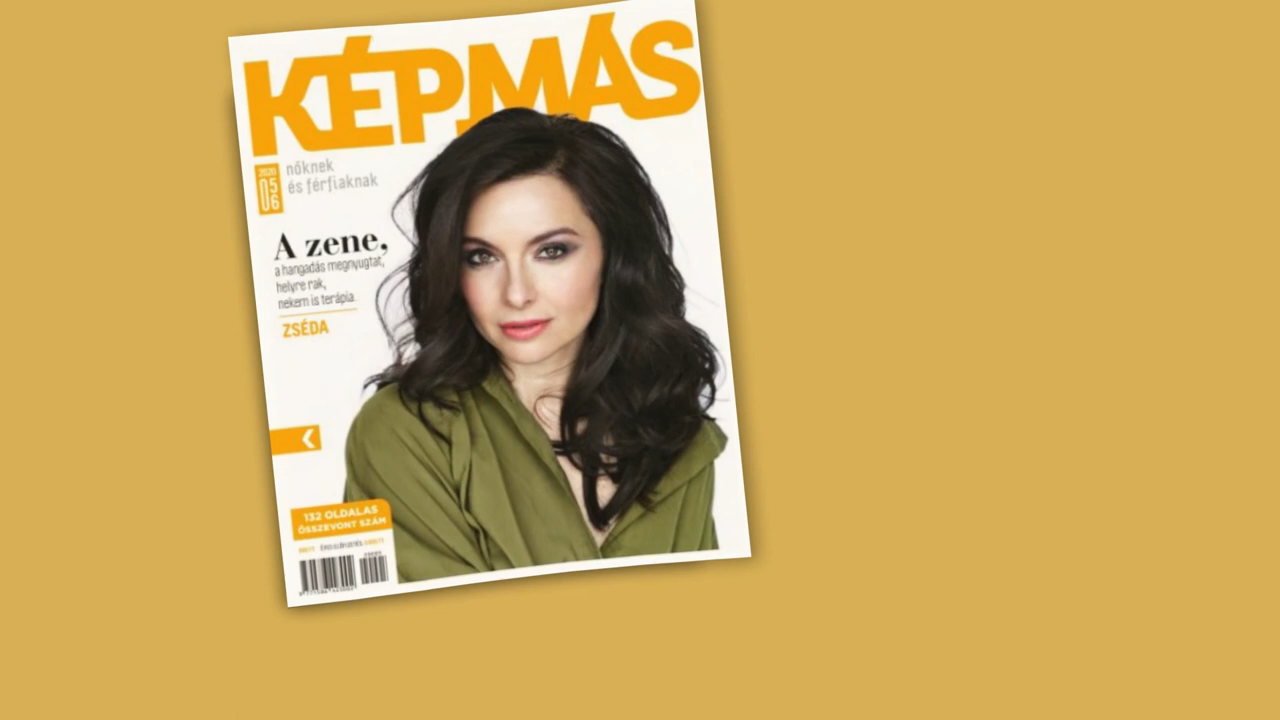 KÉPMÁS
2020
05
06
nőknek
és férfiaknak
A zene,
a hangadás megnyugtat,
helyre rak,
nekem is terápia.
ZSÉDA
132 OLDALAS
ÖSSZEVONT SZÁM